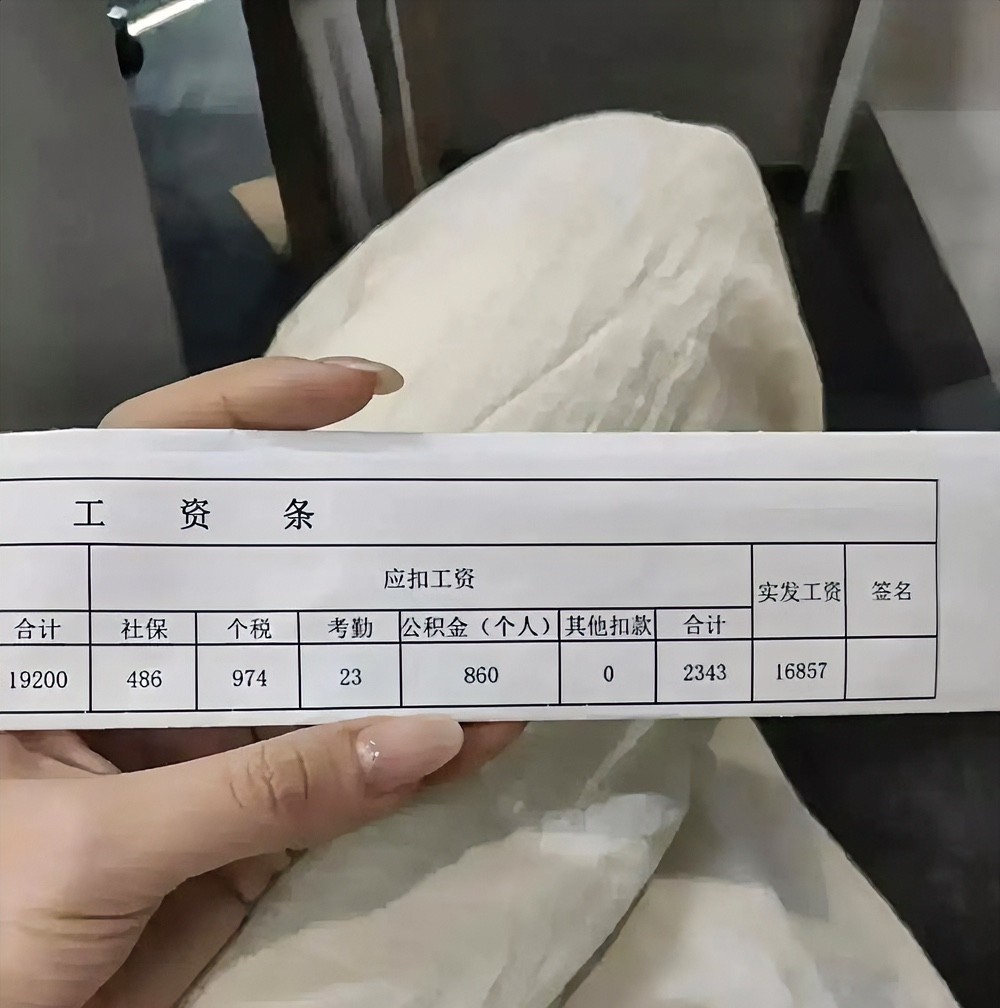 工 资 条
应扣工资 实发工资 签名
合计 社保 个税 考勤 公积金（个人） 其他扣款 合计
19200 486 974 23 860 0 2343 16857